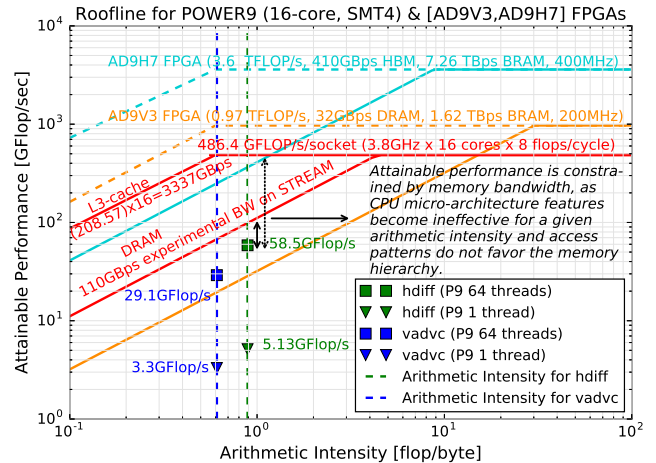 Roofline for POWER9 (16-core, SMT4) & [AD9V3,AD9H7] FPGAs
Attainable Performance [GFlop/sec]
10^4
10^3
10^2
10^1
10^0
AD9H7 FPGA (3.6 TFLOP/s, 410GBps HBM, 7.26 TBps BRAM, 400MHz)
AD9V3 FPGA (0.97 TFLOP/s, 32GBps DRAM, 1.62 TBps BRAM, 200MHz)
486.4 GFLOP/s/socket (3.8GHz x 16 cores x 8 flops/cycle)
L3-cache
(208.57)x16=3337GBps
DRAM
110GBps experimental BW on STREAM
Attainable performance is constra-
ined by memory bandwidth, as
CPU micro-architecture features
become ineffective for a given
arithmetic intensity and access
patterns do not favor the memory
hierarchy.
58.5GFlop/s
29.1GFlop/s
5.13GFlop/s
3.3GFlop/s
hdiff (P9 64 threads)
hdiff (P9 1 thread)
vadvc (P9 64 threads)
vadvc (P9 1 thread)
Arithmetic Intensity for hdiff
Arithmetic Intensity for vadvc
10^-1
10^0
10^1
10^2
Arithmetic Intensity [flop/byte]